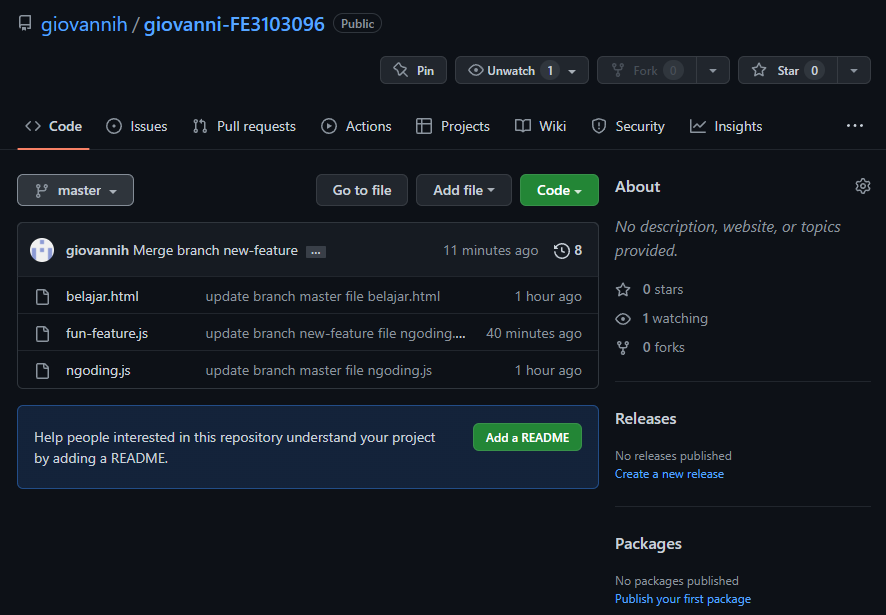 giovannih / giovanni-FE3103096 Public
Pin Unwatch 1 Fork 0 Star 0
Code Issues Pull requests Actions Projects Wiki Security Insights ...
master Go to file Add file Code
giovannih Merge branch new-feature ... 11 minutes ago 8
belajar.html update branch master file belajar.html 1 hour ago
fun-feature.js update branch new-feature file ngoding.... 40 minutes ago
ngoding.js update branch master file ngoding.js 1 hour ago
Help people interested in this repository understand your project
by adding a README.
Add a README
About
No description, website, or topics
provided.
0 stars
1 watching
0 forks
Releases
No releases published
Create a new release
Packages
No packages published
Publish your first package